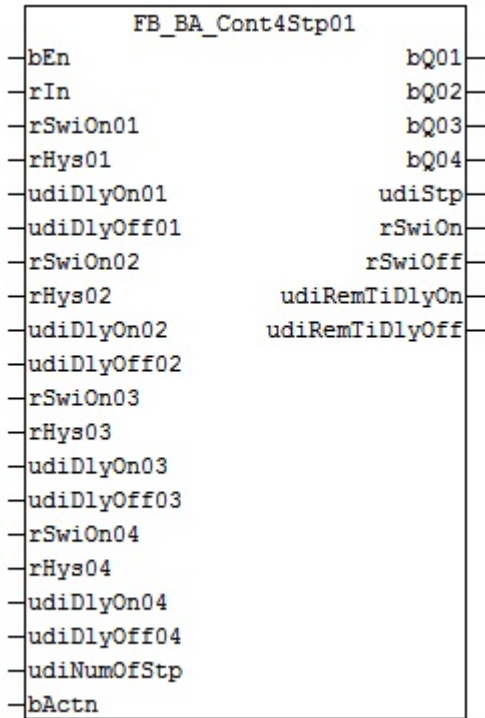 FB_BA_Cont4Stp01
bEn bQ01
rIn bQ02
rSwiOn01 bQ03
rHys01 bQ04
udiDlyOn01 udiStp
udiDlyOff01 rSwiOn
rSwiOn02 rSwiOff
rHys02 udiRemTiDlyOn
udiDlyOn02 udiRemTiDlyOff
udiDlyOff02
rSwiOn03
rHys03
udiDlyOn03
udiDlyOff03
rSwiOn04
rHys04
udiDlyOn04
udiDlyOff04
udiNumOfStp
bActn